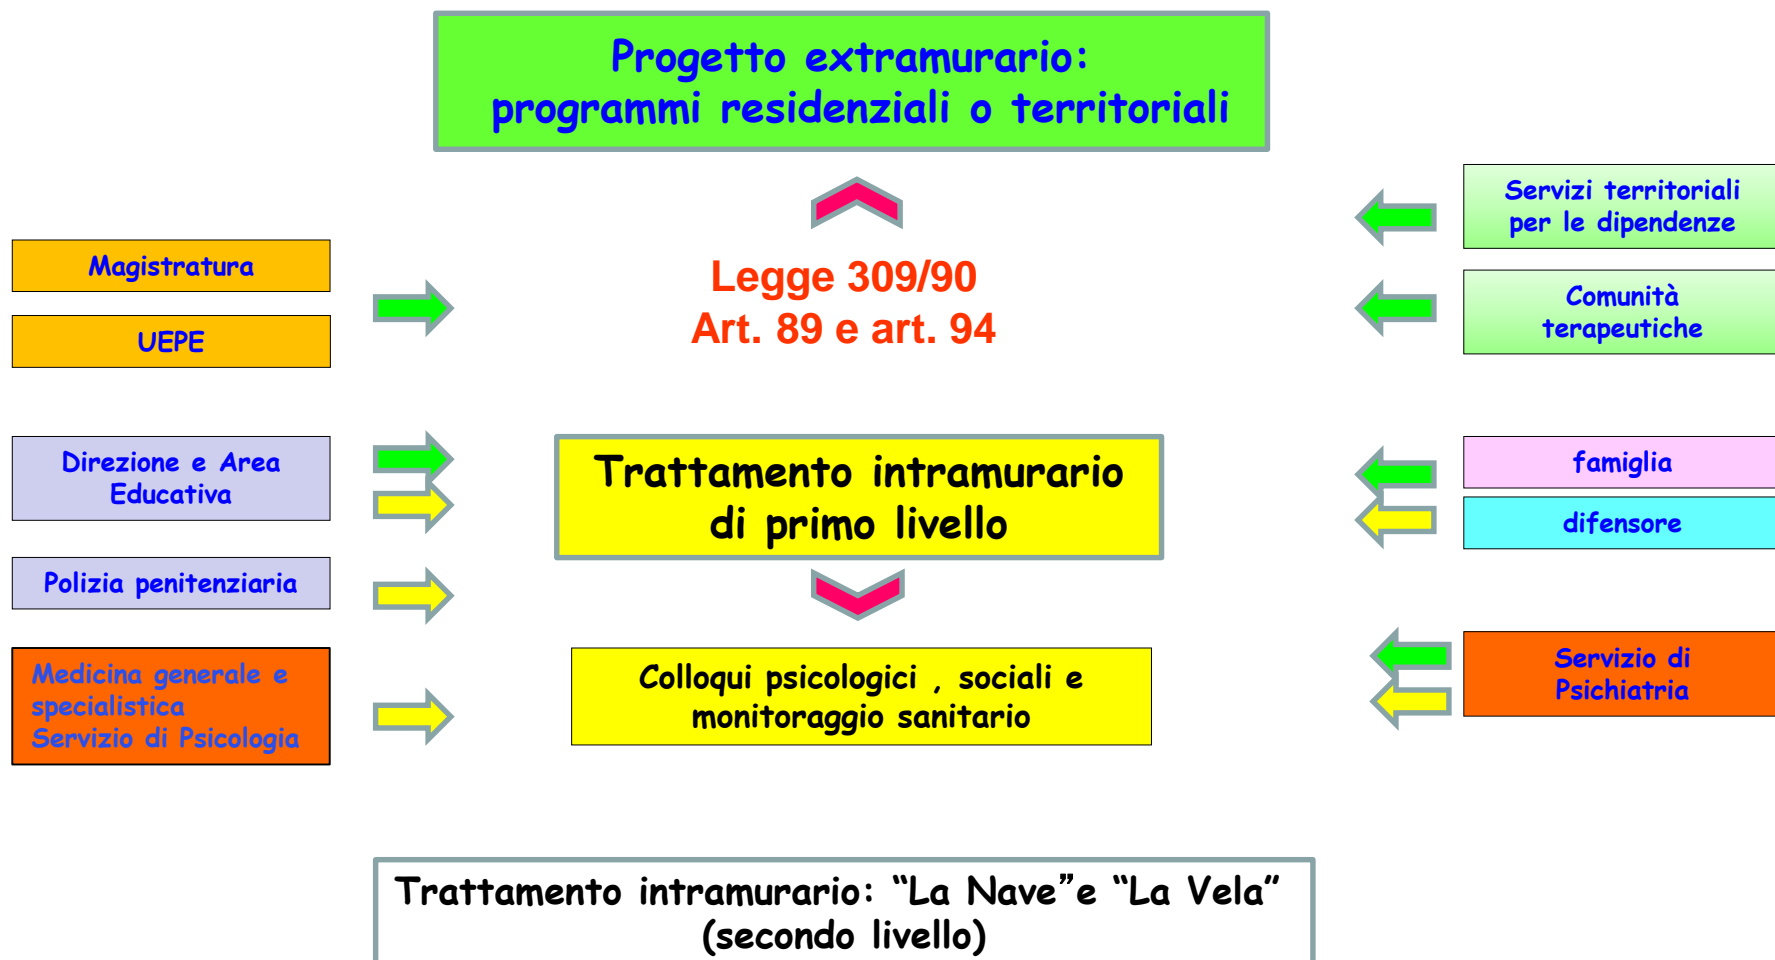 Progetto extramurario:
programmi residenziali o territoriali
Servizi territoriali
per le dipendenze
Magistratura
Legge 309/90
Art. 89 e art. 94
Comunità
terapeutiche
UEPE
Direzione e Area
Educativa
Trattamento intramurario
di primo livello
famiglia
difensore
Polizia penitenziaria
Medicina generale e
specialistica
Servizio di Psicologia
Colloqui psicologici , sociali e
monitoraggio sanitario
Servizio di
Psichiatria
Trattamento intramurario: “La Nave”e “La Vela”
(secondo livello)